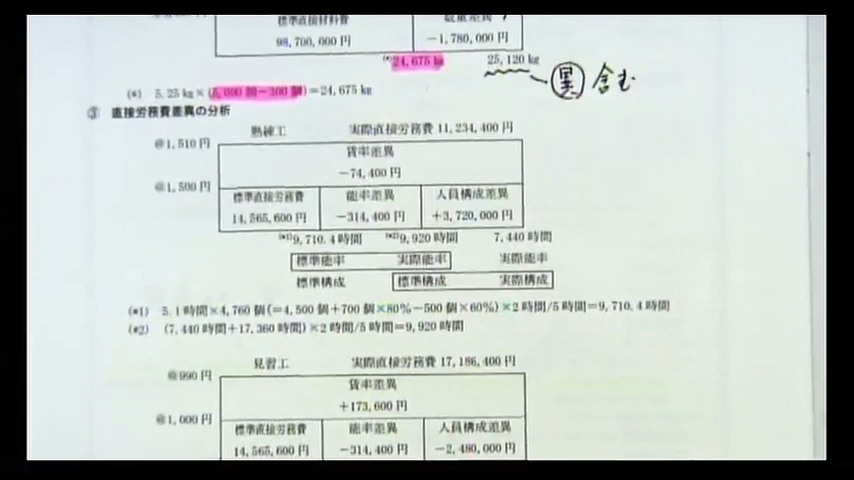 標準直接材料費 数量差異
98,700,000円 −1,780,000円
(*)24,675kg 25,120kg 異 含む
(*) 5.25kg×(5,000個−300個)=24,675kg
③ 直接労務費差異の分析
熟練工 実際直接労務費 11,234,400円
@1,510円 賃率差異
−74,400円
@1,500円 標準直接労務費 能率差異 人員構成差異
14,565,600円 −314,400円 +3,720,000円
(*1)9,710.4時間 (*2)9,920時間 7,440時間
標準能率 実際能率 実際能率
標準構成 標準構成 実際構成
(*1) 5.1時間×4,760個(=4,500個+700個×80%−500個×60%)×2時間/5時間=9,710.4時間
(*2) (7,440時間+17,360時間)×2時間/5時間=9,920時間
見習工 実際直接労務費 17,186,400円
@990円 賃率差異
+173,600円
@1,000円 標準直接労務費 能率差異 人員構成差異
14,565,600円 −314,400円 −2,480,000円